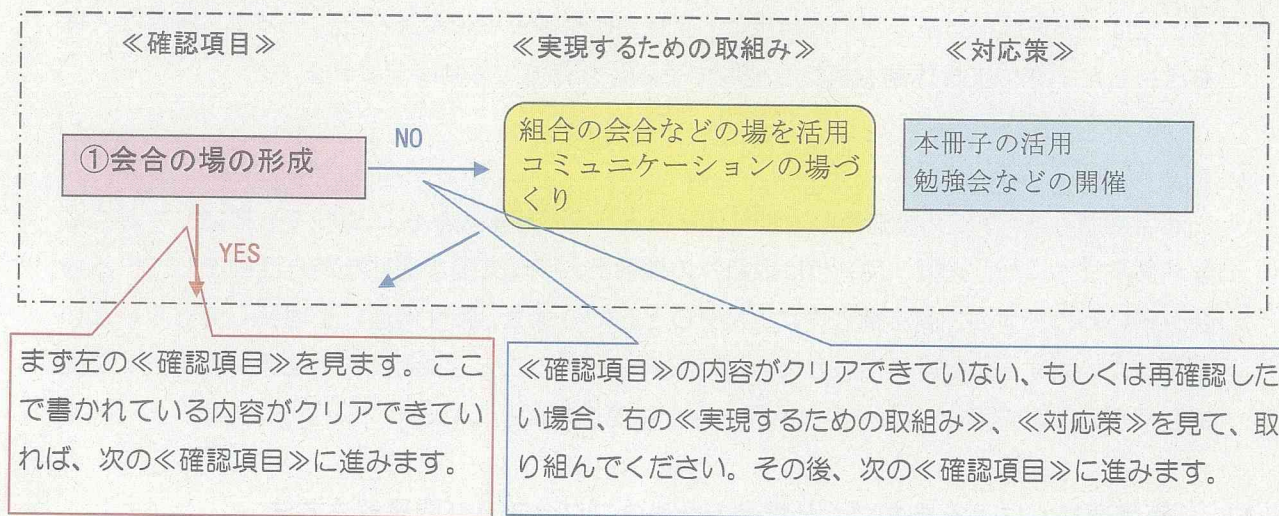 ≪確認項目≫
≪実現するための取組み≫
≪対応策≫
①会合の場の形成
NO
組合の会合などの場を活用
コミュニケーションの場づ
くり
本冊子の活用
勉強会などの開催
YES
まず左の≪確認項目≫を見ます。ここ
で書かれている内容がクリアできてい
れば、次の≪確認項目≫に進みます。
≪確認項目≫の内容がクリアできていない、もしくは再確認した
い場合、右の≪実現するための取組み≫、≪対応策≫を見て、取
り組んでください。その後、次の≪確認項目≫に進みます。